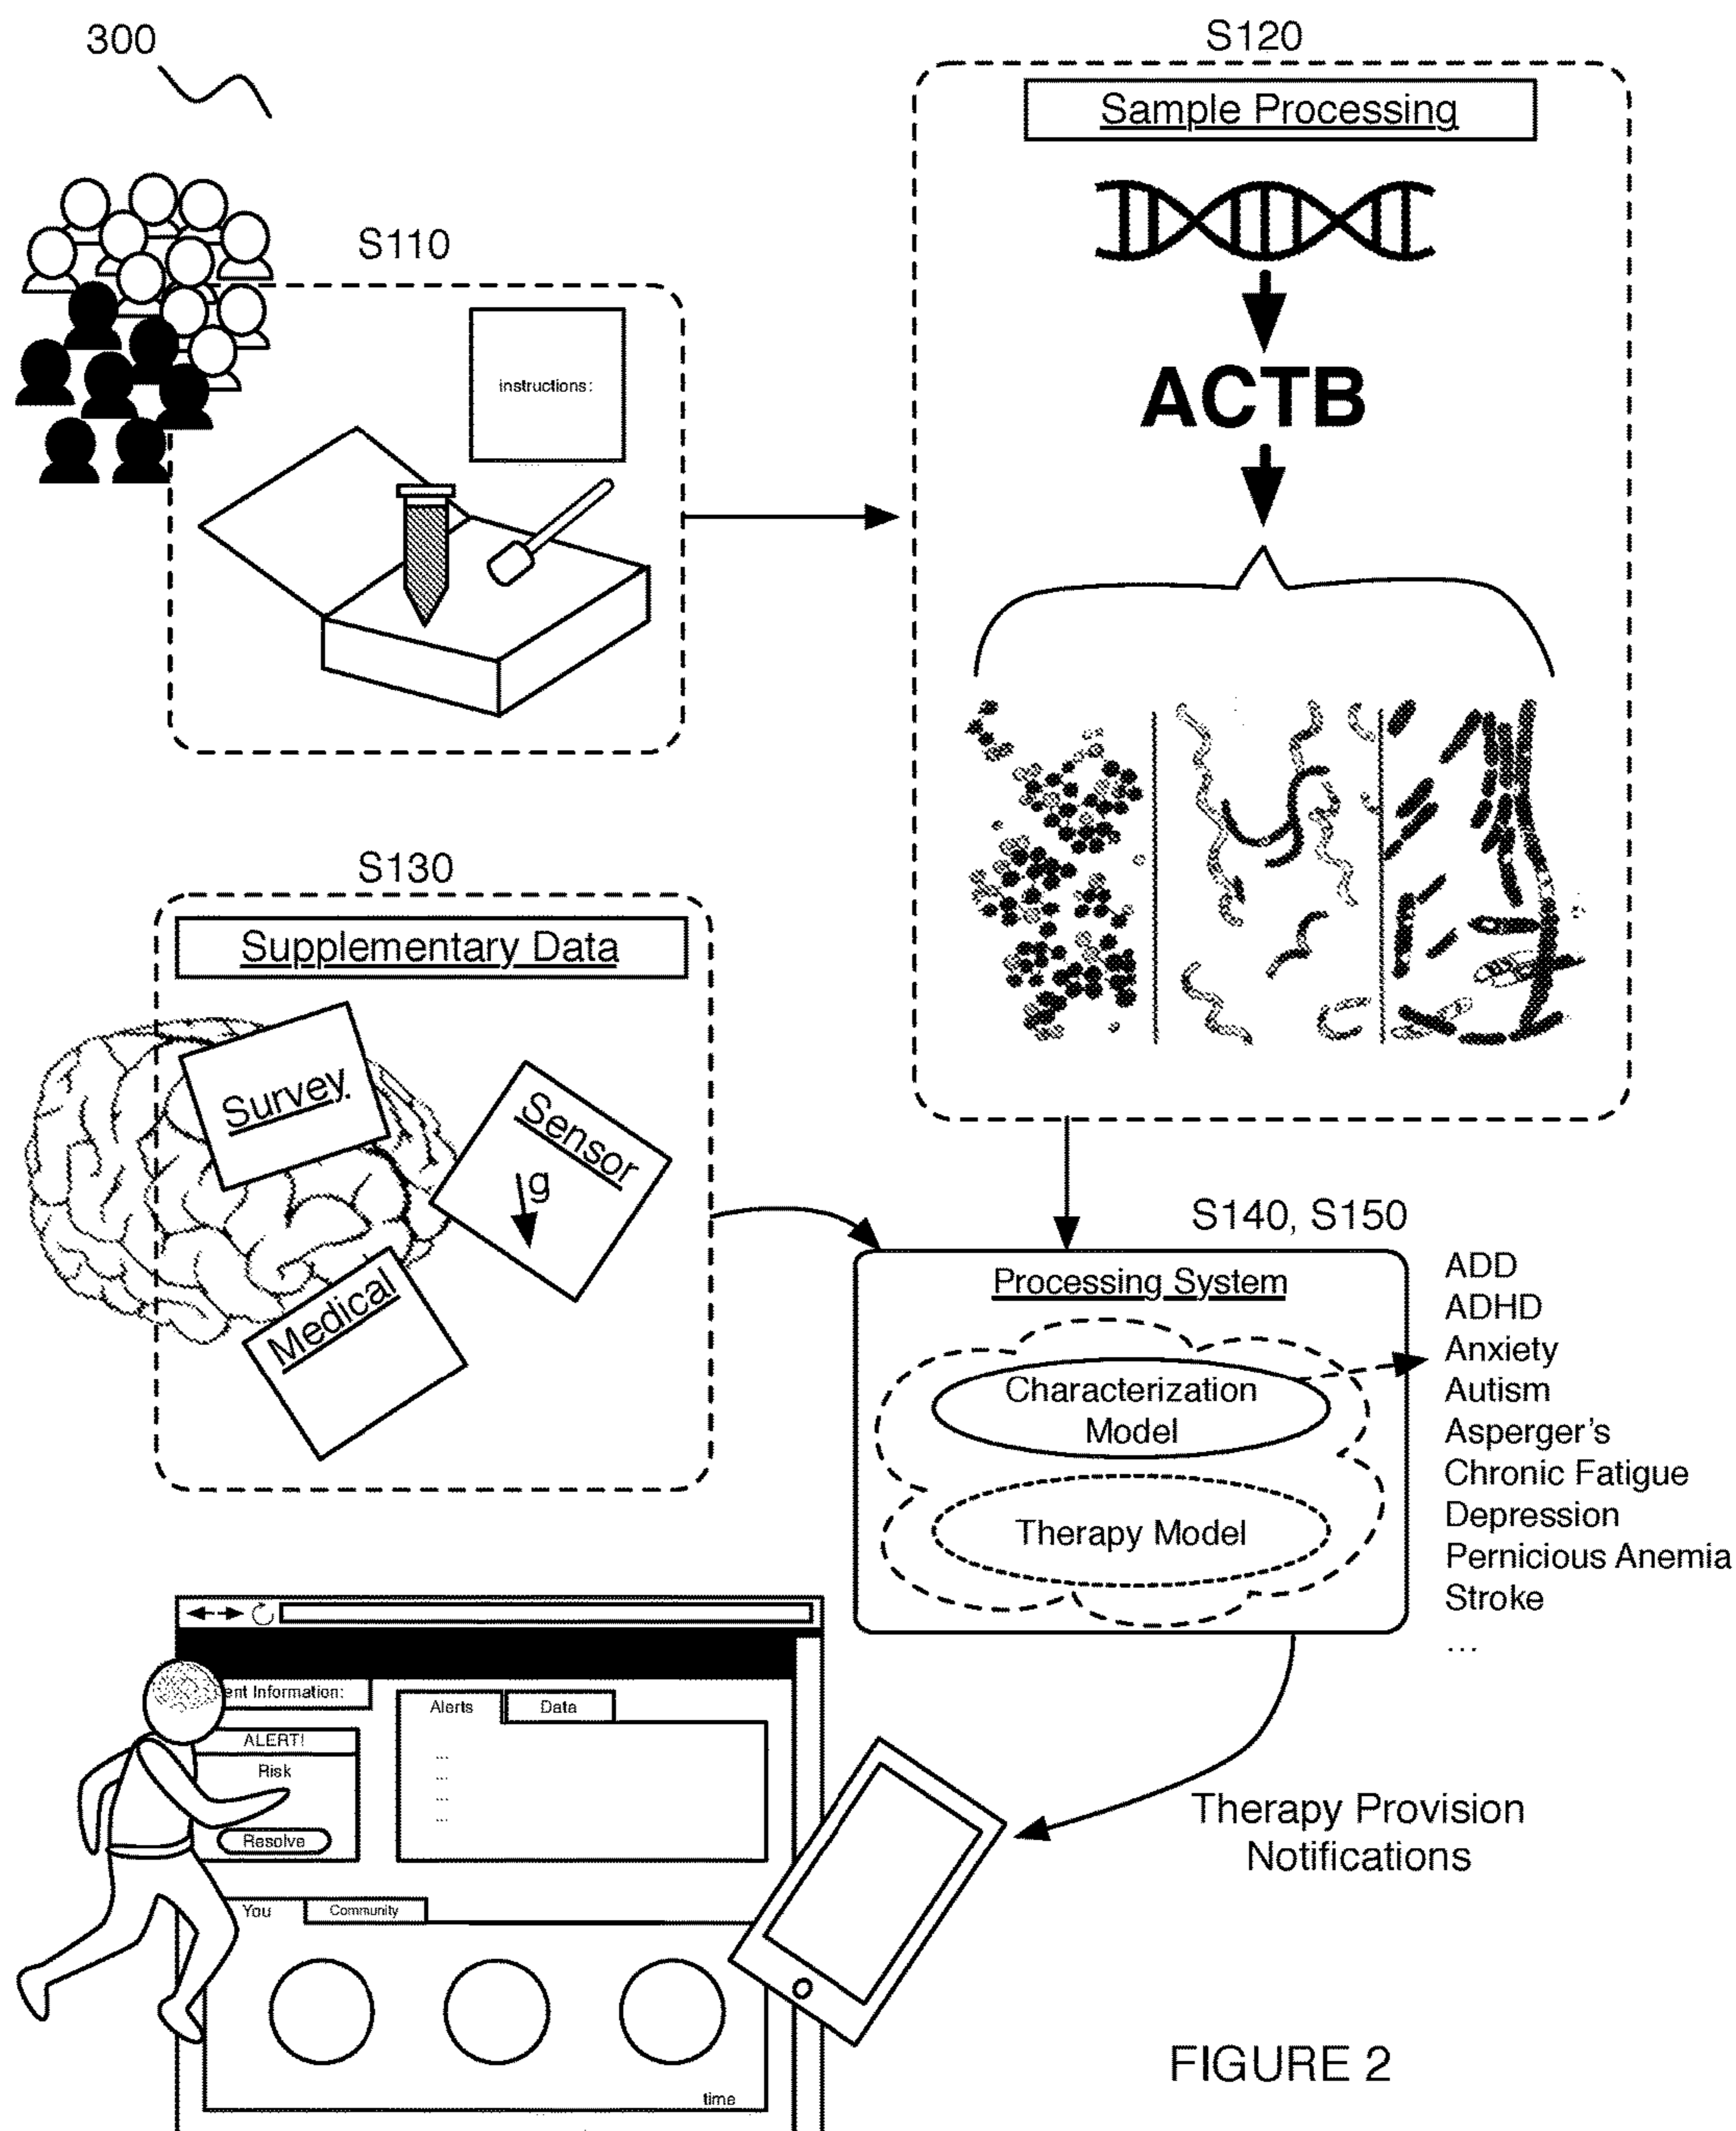 300
S120
Sample Processing
S110
instructions:
ACTB
S130
Supplementary Data
Survey
Sensor
g
Medical
S140, S150
Processing System
Characterization
Model
Therapy Model
ADD
ADHD
Anxiety
Autism
Asperger's
Chronic Fatigue
Depression
Pernicious Anemia
Stroke
...
ent Information:
ALERT!
Risk
Resolve
Alerts
Data
...
...
...
...
You
Community
time
Therapy Provision
Notifications
FIGURE 2